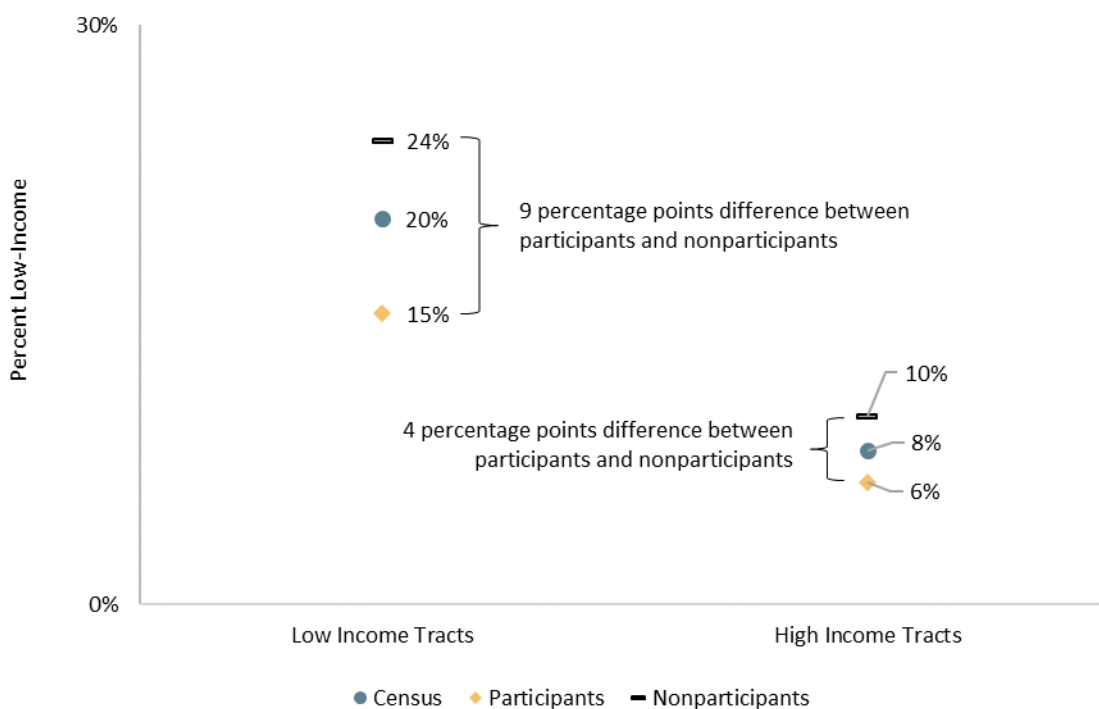 30%
Percent Low-Income
24%
20%
15%
9 percentage points difference between
participants and nonparticipants
10%
8%
6%
4 percentage points difference between
participants and nonparticipants
0%
Low Income Tracts
High Income Tracts
Census
Participants
Nonparticipants